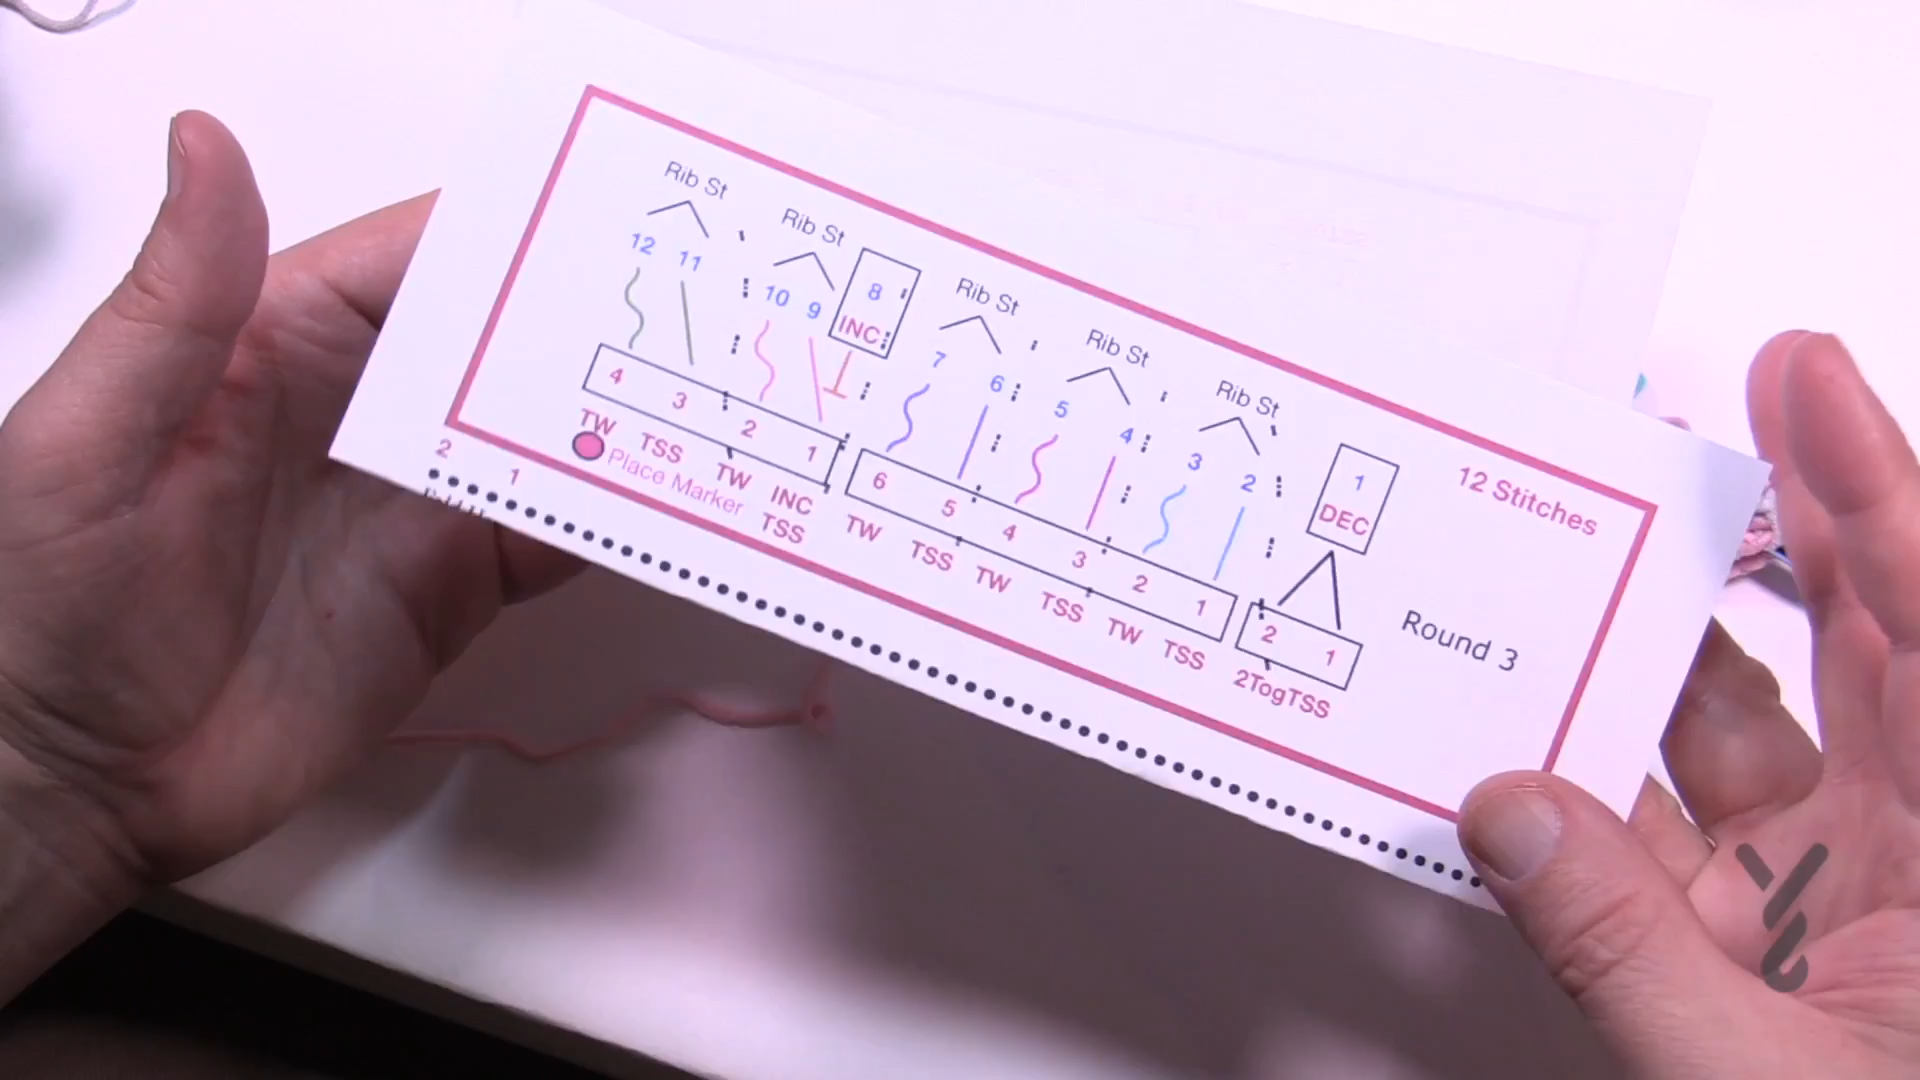 Rib St Rib St Rib St Rib St Rib St
12 11 10 9 8 7 6 5 4 3 2 1
INC DEC
12 Stitches
4 3 2 1 6 5 4 3 2 1 2 1
TW TSS TW INC TW TSS TW TSS TW TSS 2TogTSS
TSS
Place Marker
Round 3
2 1